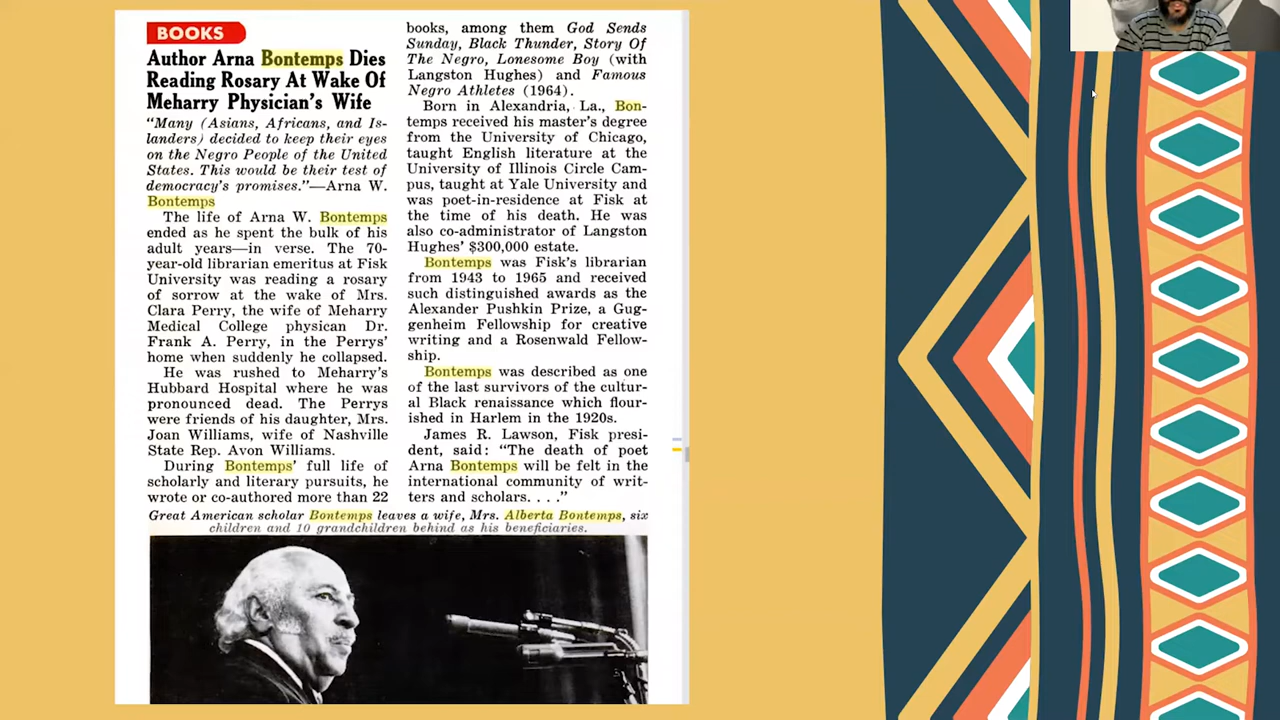 BOOKS
Author Arna Bontemps Dies
Reading Rosary At Wake Of
Meharry Physician's Wife
"Many (Asians, Africans, and Is-
landers) decided to keep their eyes
on the Negro People of the United
States. This would be their test of
democracy's promises."—Arna W.
Bontemps
The life of Arna W. Bontemps
ended as he spent the bulk of his
adult years—in verse. The 70-
year-old librarian emeritus at Fisk
University was reading a rosary
of sorrow at the wake of Mrs.
Clara Perry, the wife of Meharry
Medical College physican Dr.
Frank A. Perry, in the Perrys'
home when suddenly he collapsed.
He was rushed to Meharry's
Hubbard Hospital where he was
pronounced dead. The Perrys
were friends of his daughter, Mrs.
Joan Williams, wife of Nashville
State Rep. Avon Williams.
During Bontemps' full life of
scholarly and literary pursuits, he
wrote or co-authored more than 22
books, among them God Sends
Sunday, Black Thunder, Story Of
The Negro, Lonesome Boy (with
Langston Hughes) and Famous
Negro Athletes (1964).
Born in Alexandria, La., Bon-
temps received his master's degree
from the University of Chicago,
taught English literature at the
University of Illinois Circle Cam-
pus, taught at Yale University and
was poet-in-residence at Fisk at
the time of his death. He was
also co-administrator of Langston
Hughes' $300,000 estate.
Bontemps was Fisk's librarian
from 1943 to 1965 and received
such distinguished awards as the
Alexander Pushkin Prize, a Gug-
genheim Fellowship for creative
writing and a Rosenwald Fellow-
ship.
Bontemps was described as one
of the last survivors of the cultur-
al Black renaissance which flour-
ished in Harlem in the 1920s.
James R. Lawson, Fisk presi-
dent, said: "The death of poet
Arna Bontemps will be felt in the
international community of writ-
ters and scholars. . . ."
Great American scholar Bontemps leaves a wife, Mrs. Alberta Bontemps, six
children and 10 grandchildren behind as his beneficiaries.